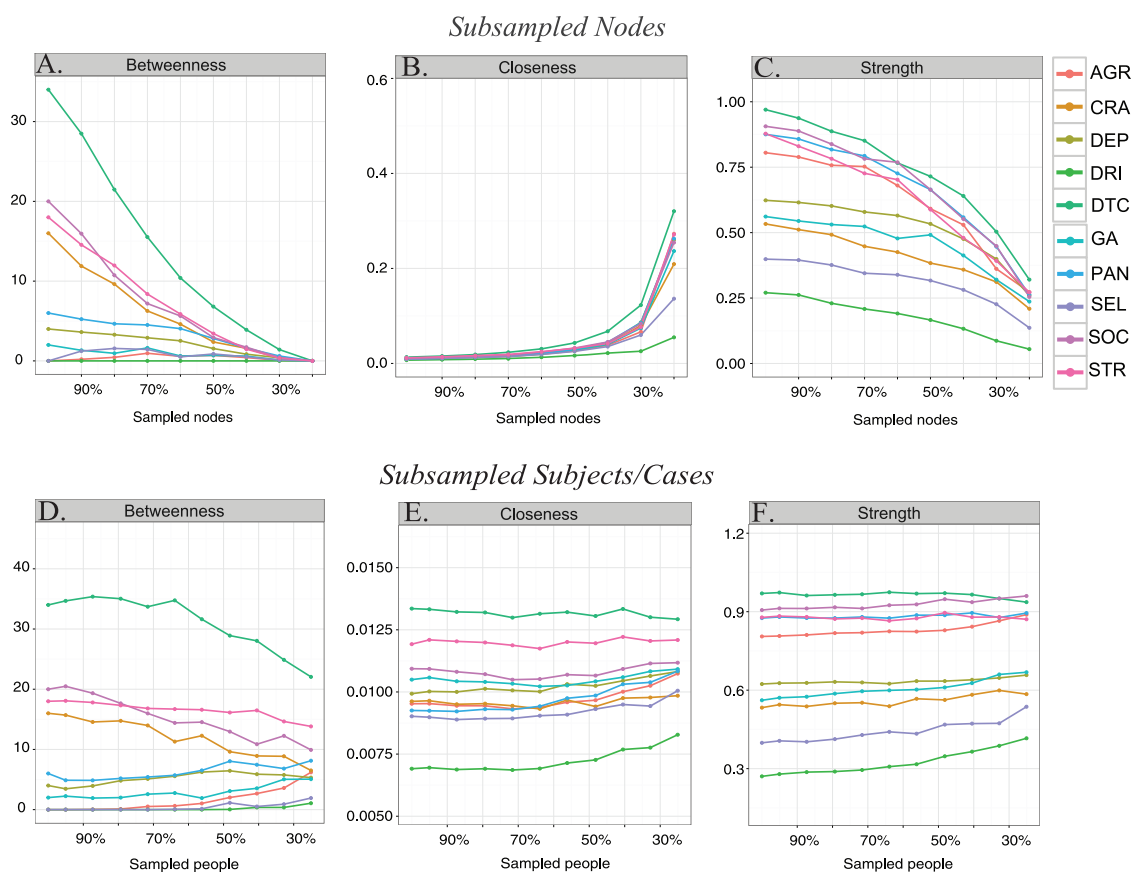 Subsampled Nodes
A. Betweenness
B. Closeness
C. Strength
30
20
10
0
90% 70% 50% 30%
Sampled nodes
0.6
0.4
0.2
0.0
90% 70% 50% 30%
Sampled nodes
1.00
0.75
0.50
0.25
0.00
90% 70% 50% 30%
Sampled nodes
AGR
CRA
DEP
DRI
DTC
GA
PAN
SEL
SOC
STR
Subsampled Subjects/Cases
D. Betweenness
E. Closeness
F. Strength
40
30
20
10
0
90% 70% 50% 30%
Sampled people
0.0150
0.0125
0.0100
0.0075
0.0050
90% 70% 50% 30%
Sampled people
1.2
0.9
0.6
0.3
90% 70% 50% 30%
Sampled people